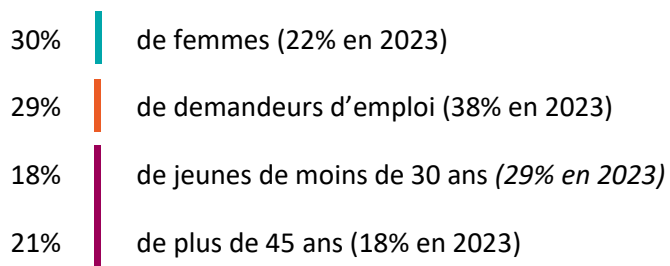 30% de femmes (22% en 2023)
29% de demandeurs d’emploi (38% en 2023)
18% de jeunes de moins de 30 ans (29% en 2023)
21% de plus de 45 ans (18% en 2023)